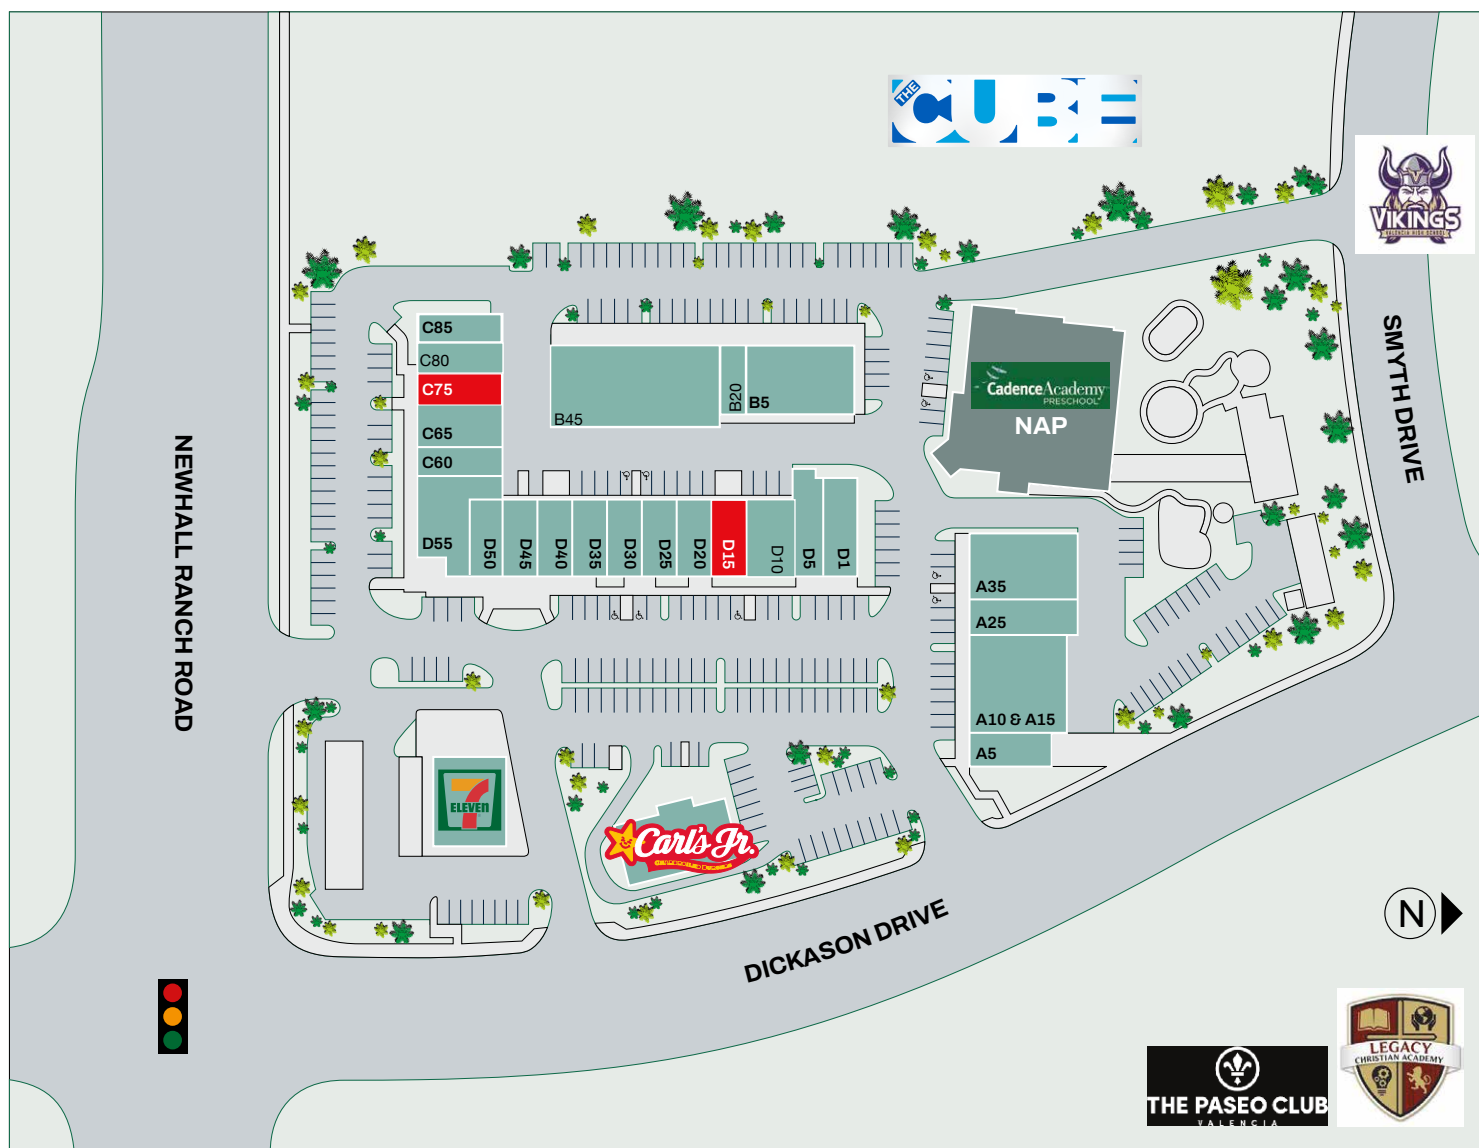 THE
CUBE
VIKINGS
VALENCIA HIGH SCHOOL
C85
C80
C75
C65
C60
D55
D50
D45
D40
D35
D30
D25
D20
D15
D10
D5
D1
B45
B20
B5
CadenceAcademy
PRESCHOOL
NAP
SMYTH DRIVE
NEWHALL RANCH ROAD
A35
A25
A10 & A15
A5
7
ELEVEN
Carl's Jr.
DICKASON DRIVE
N
THE PASEO CLUB
VALENCIA
LEGACY
CHRISTIAN ACADEMY